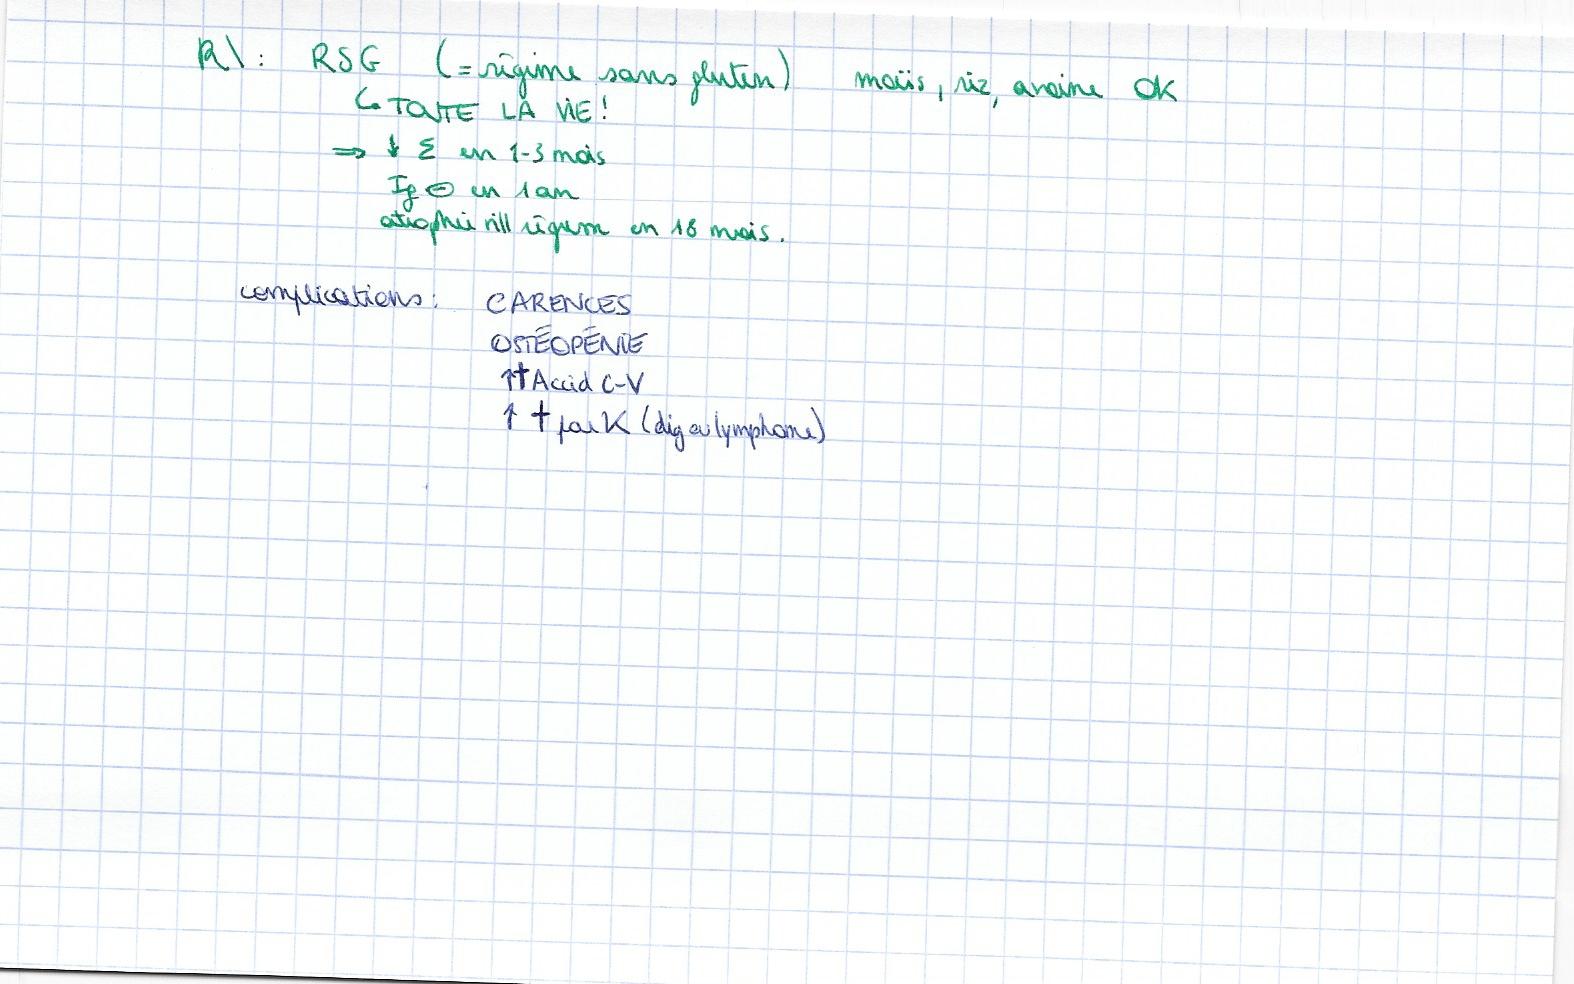 R\: RSG (= régime sans gluten) maïs, riz, avoine OK
↳ TOUTE LA VIE!
⇒ ↓ Σ en 1-3 mois
Ig ⊖ en 1 an
atrophie vill régress en 18 mois.
complications: CARENCES
OSTÉOPÉNIE
↑† Accid C-V
↑ † par K (dig ou lymphome)